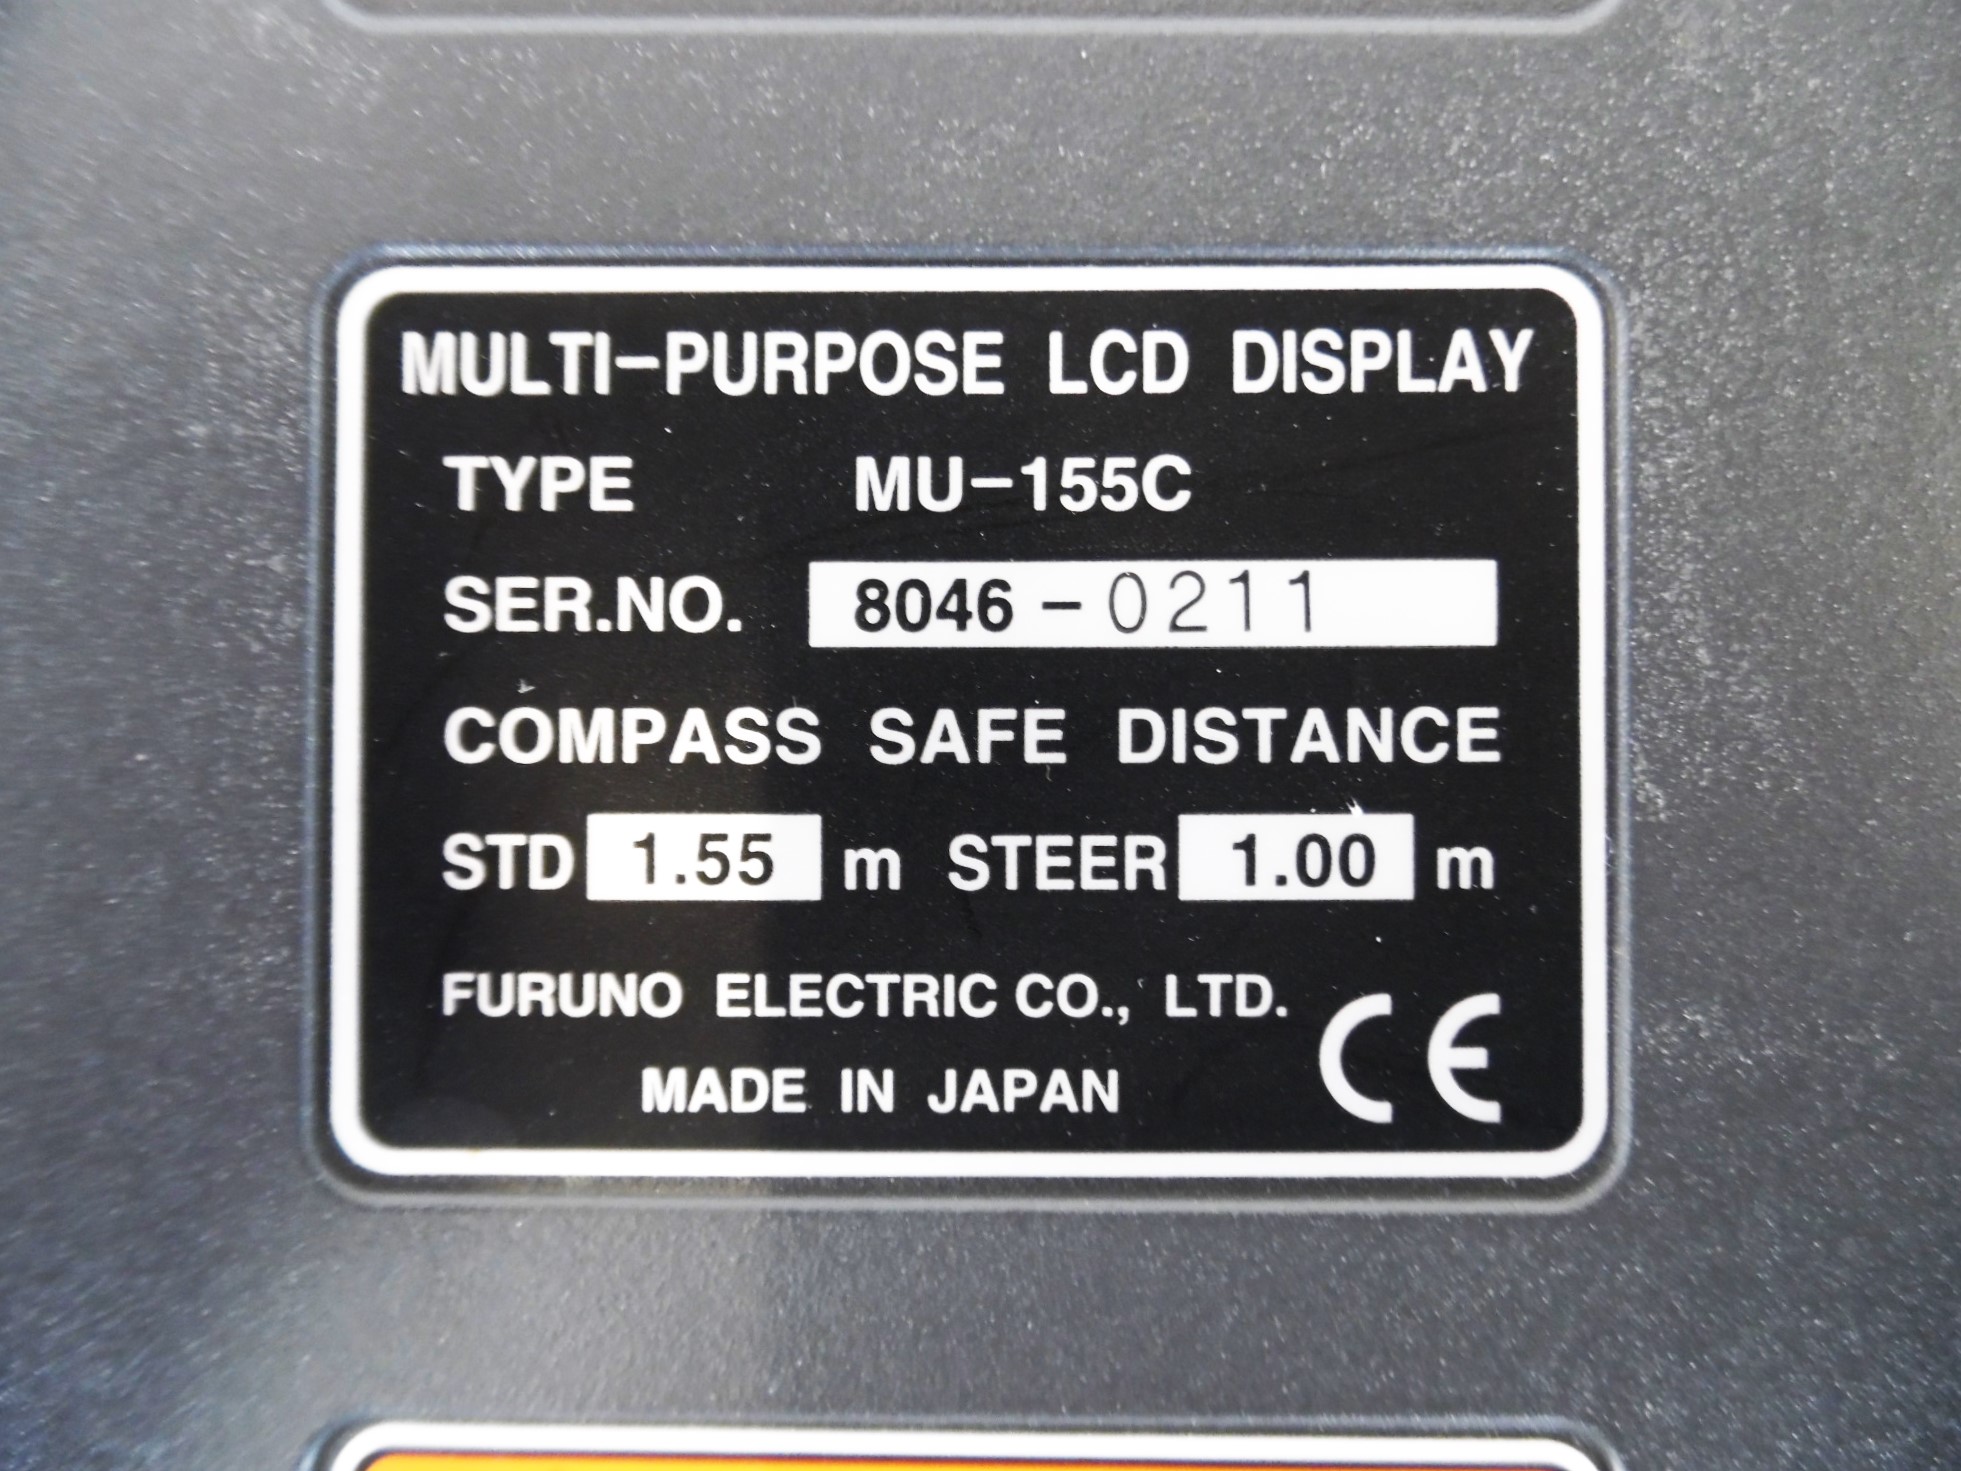 MULTI-PURPOSE LCD DISPLAY
TYPE MU-155C
SER.NO. 8046-0211
COMPASS SAFE DISTANCE
STD 1.55 m STEER 1.00 m
FURUNO ELECTRIC CO., LTD.
MADE IN JAPAN CE